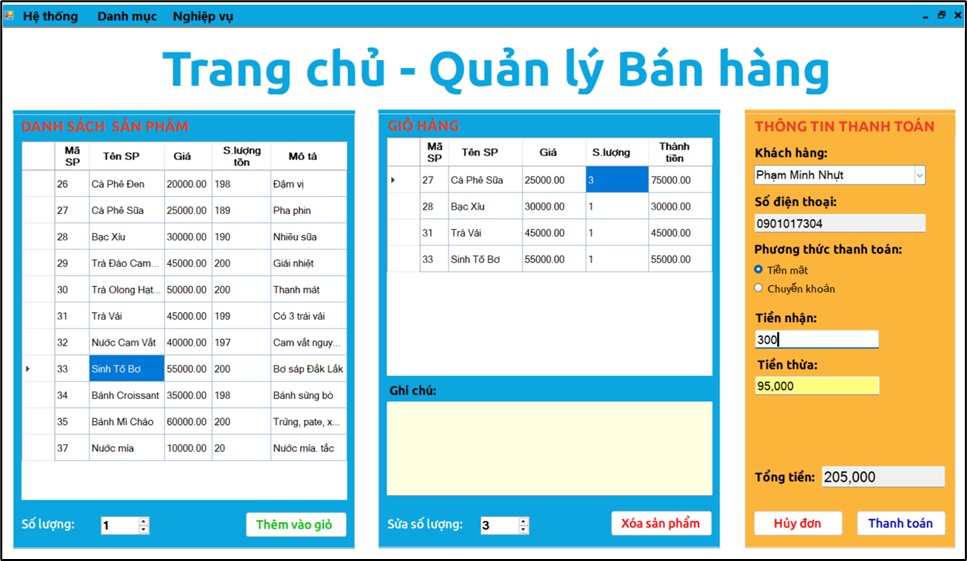 Hệ thống Danh mục Nghiệp vụ
Trang chủ - Quản lý Bán hàng
DANH SÁCH SẢN PHẨM
Mã SP Tên SP Giá S.lượng tồn Mô tả
26 Cà Phê Đen 20000.00 198 Đậm vị
27 Cà Phê Sữa 25000.00 189 Pha phin
28 Bạc Xỉu 30000.00 190 Nhiều sữa
29 Trà Đào Cam... 45000.00 200 Giải nhiệt
30 Trà Olong Hạt... 50000.00 200 Thanh mát
31 Trà Vải 45000.00 199 Có 3 trái vải
32 Nước Cam Vắt 40000.00 197 Cam vắt nguy...
33 Sinh Tố Bơ 55000.00 200 Bơ sáp Đắk Lắk
34 Bánh Croissant 35000.00 198 Bánh sừng bò
35 Bánh Mì Chảo 60000.00 200 Trứng, pate, x...
37 Nước mía 10000.00 20 Nước mía. tắc
Số lượng: 1 Thêm vào giỏ
GIỎ HÀNG
Mã SP Tên SP Giá S.lượng Thành tiền
27 Cà Phê Sữa 25000.00 3 75000.00
28 Bạc Xỉu 30000.00 1 30000.00
31 Trà Vải 45000.00 1 45000.00
33 Sinh Tố Bơ 55000.00 1 55000.00
Ghi chú:
Sửa số lượng: 3 Xóa sản phẩm
THÔNG TIN THANH TOÁN
Khách hàng:
Phạm Minh Nhựt
Số điện thoại:
0901017304
Phương thức thanh toán:
Tiền mặt
Chuyển khoản
Tiền nhận:
300
Tiền thừa:
95,000
Tổng tiền: 205,000
Hủy đơn Thanh toán